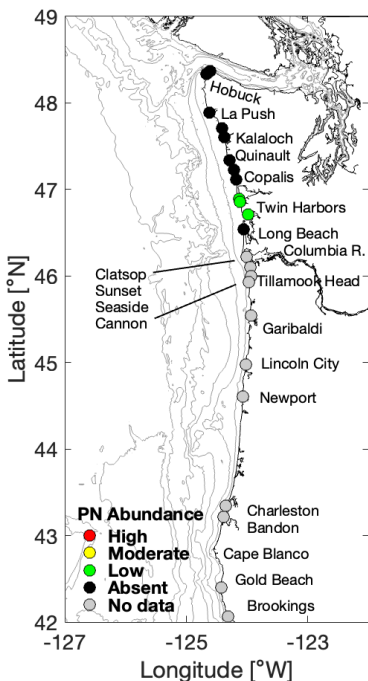 49
48
47
46
45
44
43
42
Latitude [°N]
Hobuck
La Push
Kalaloch
Quinault
Copalis
Twin Harbors
Long Beach
Columbia R.
Clatsop
Sunset
Seaside
Cannon
Tillamook Head
Garibaldi
Lincoln City
Newport
Charleston
Bandon
Cape Blanco
Gold Beach
Brookings
PN Abundance
High
Moderate
Low
Absent
No data
-127
-125
-123
Longitude [°W]